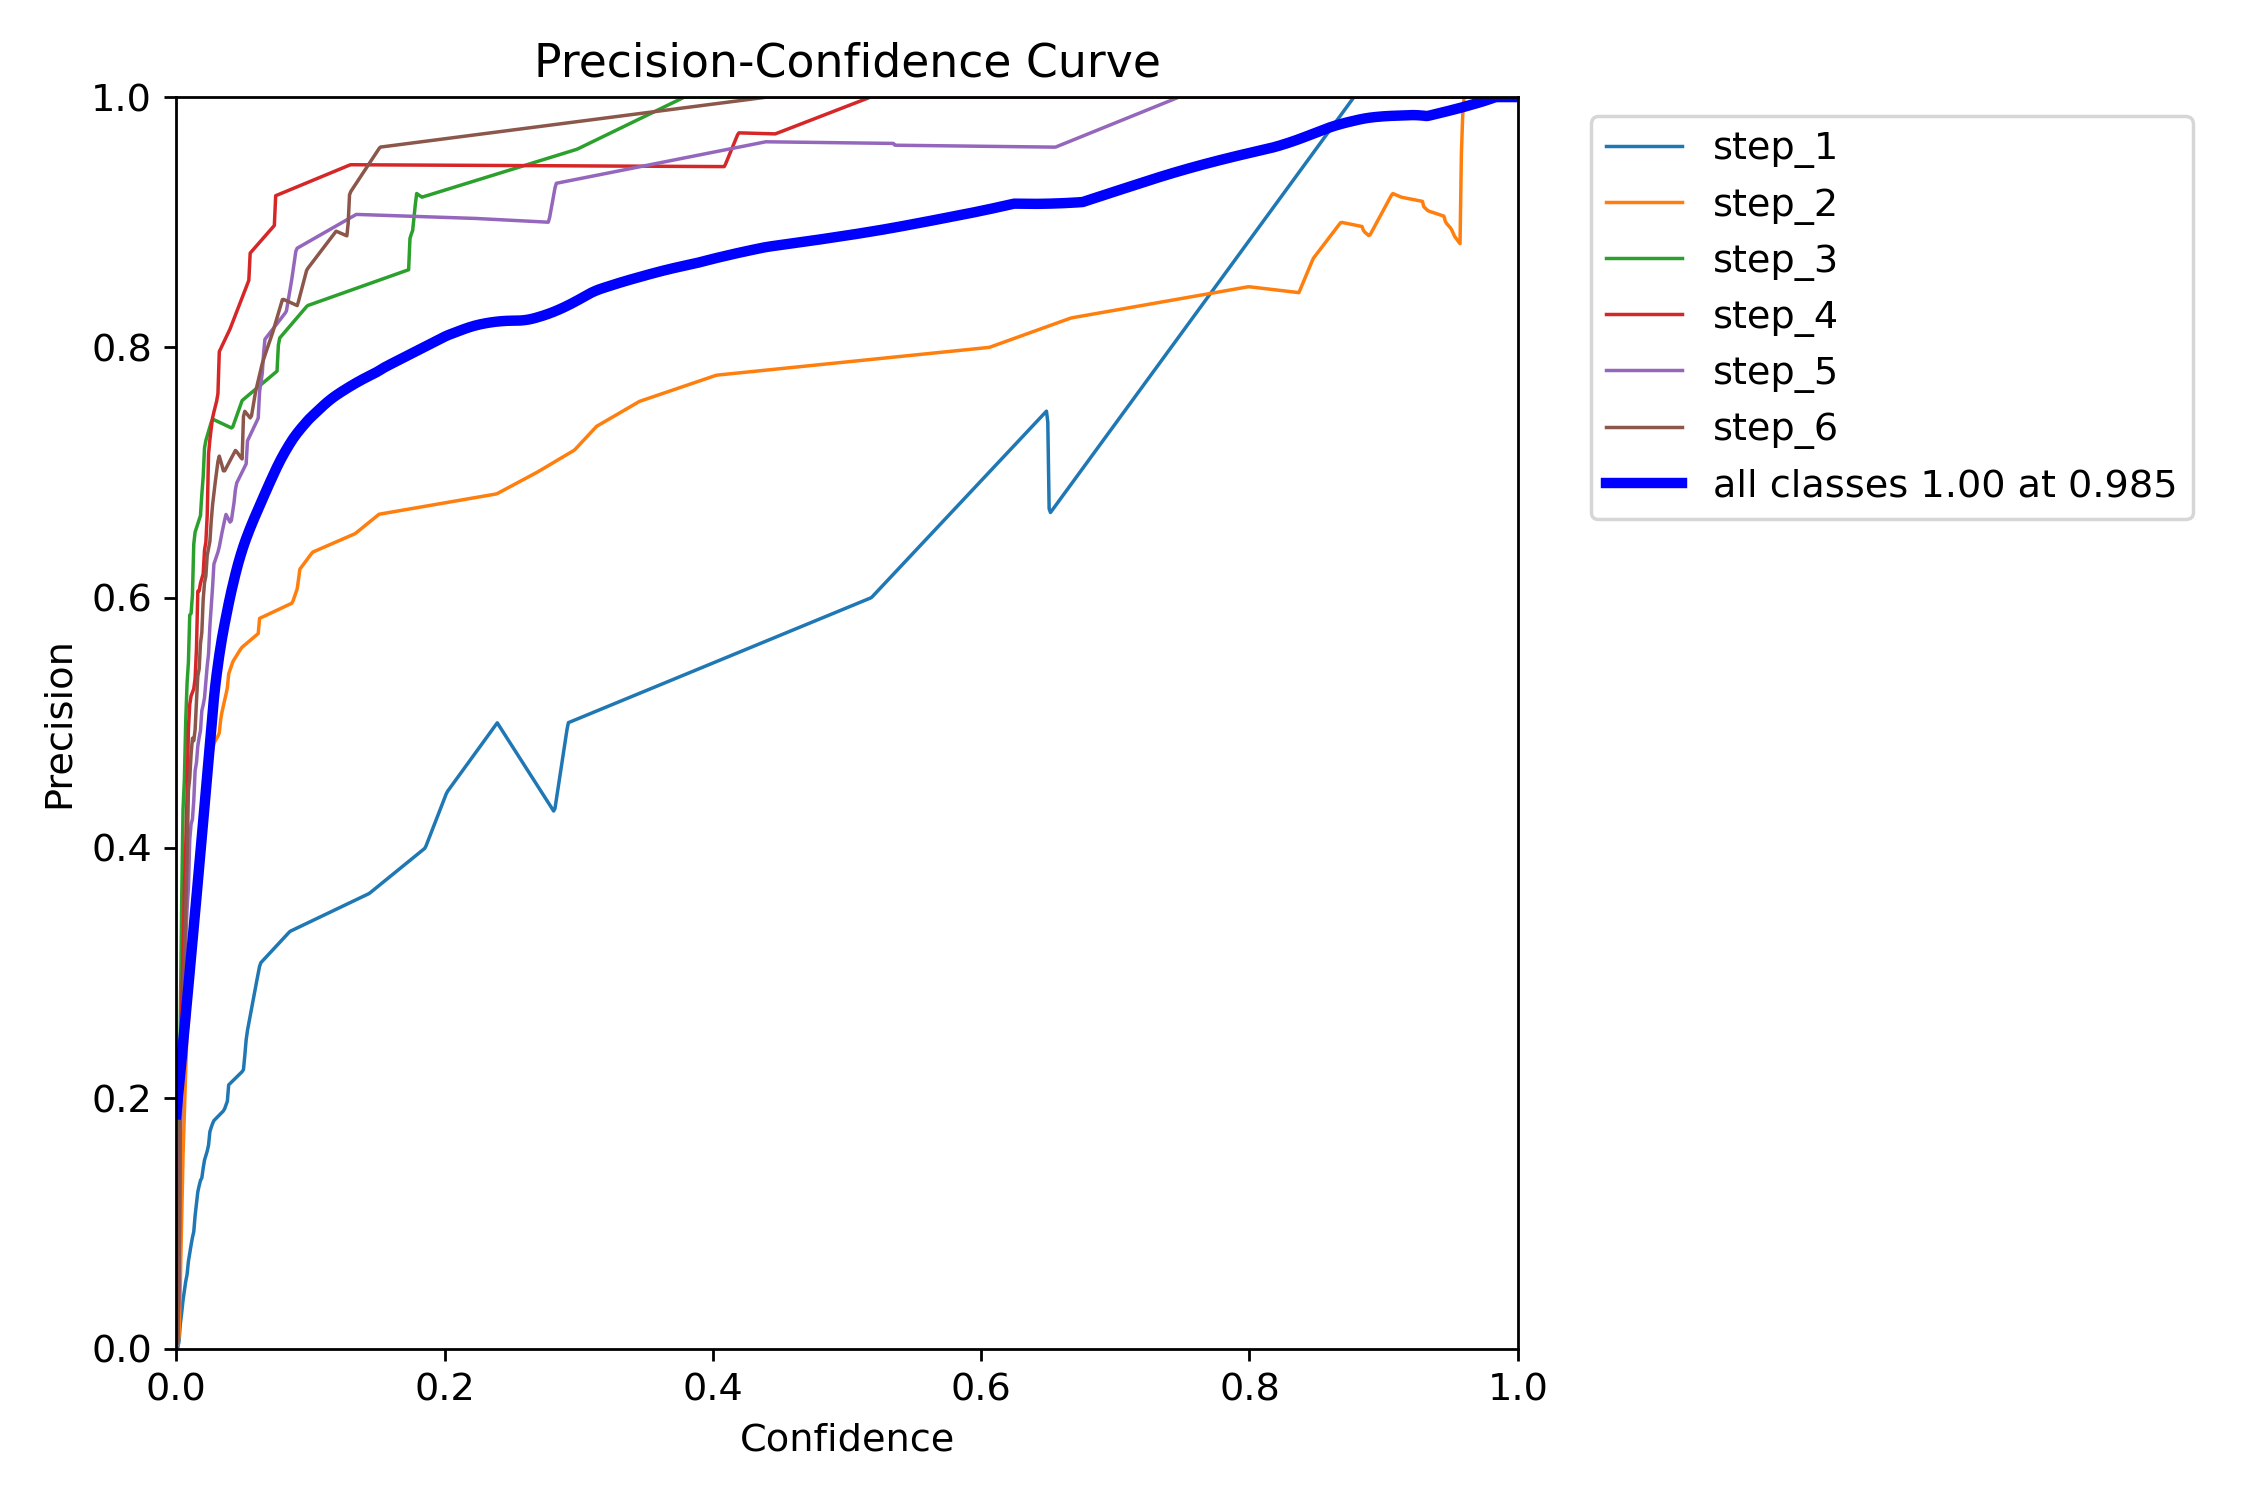 Precision-Confidence Curve
1.0
0.8
0.6
0.4
0.2
0.0
Precision
0.0 0.2 0.4 0.6 0.8 1.0
Confidence
step_1
step_2
step_3
step_4
step_5
step_6
all classes 1.00 at 0.985